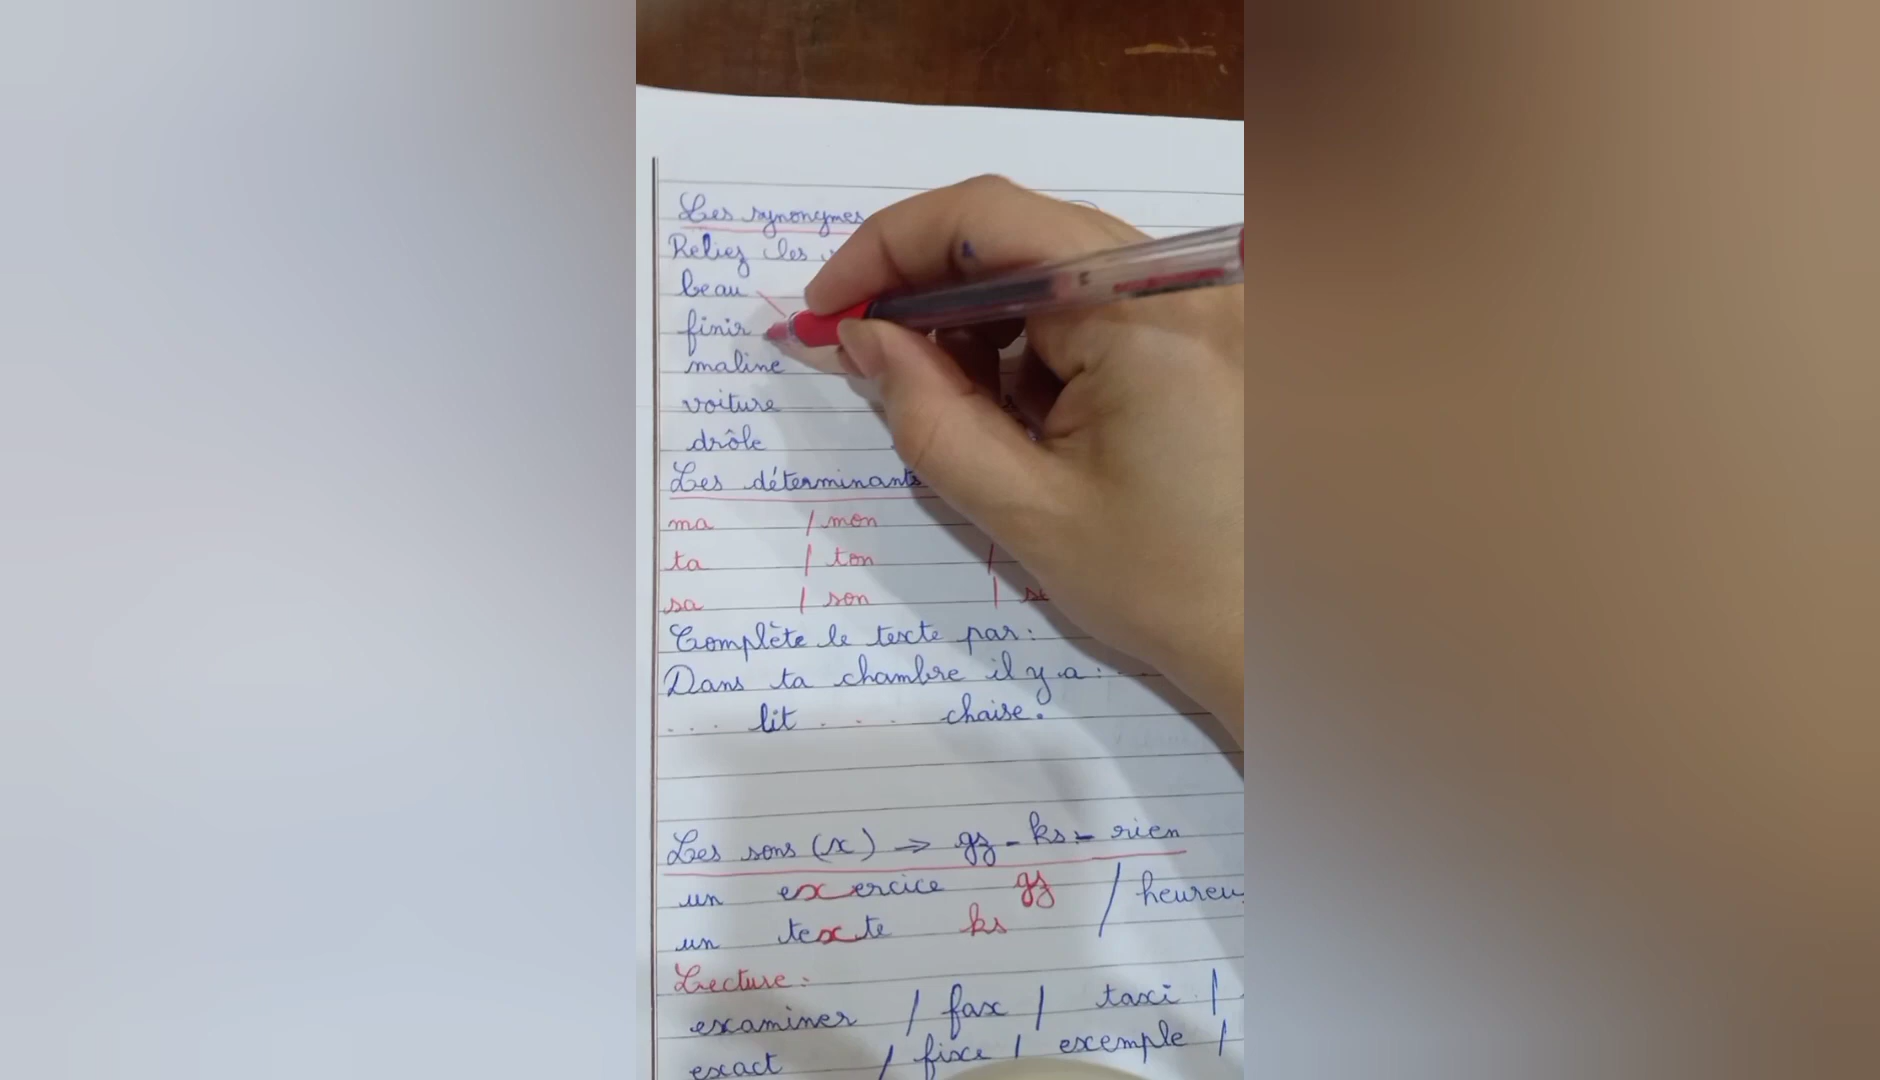 Les synonymes
Reliez les
beau
finir
maline
voiture
drôle
Les déterminants
ma / mon
ta / ton /
sa / son /
Complète le texte par:
Dans ta chambre il y a: ...
... lit ... chaise.
Les sons (x) → gz - ks - rien
un exercice gz / heureu
un texte ks
Lecture:
examiner / fax / taxi /
exact / fixe / exemple /